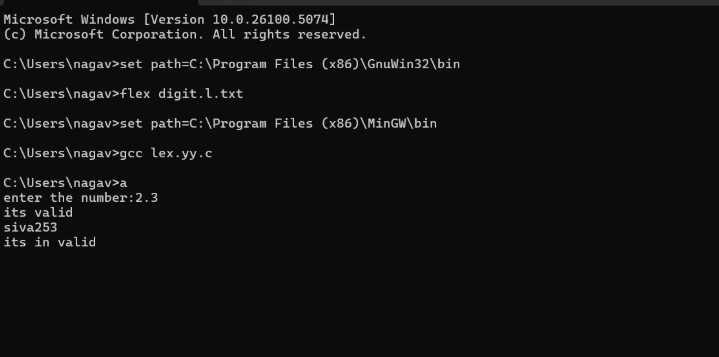 Microsoft Windows [Version 10.0.26100.5074]
(c) Microsoft Corporation. All rights reserved.
C:\Users\nagav>set path=C:\Program Files (x86)\GnuWin32\bin
C:\Users\nagav>flex digit.l.txt
C:\Users\nagav>set path=C:\Program Files (x86)\MinGW\bin
C:\Users\nagav>gcc lex.yy.c
C:\Users\nagav>a
enter the number:2.3
its valid
siva253
its in valid